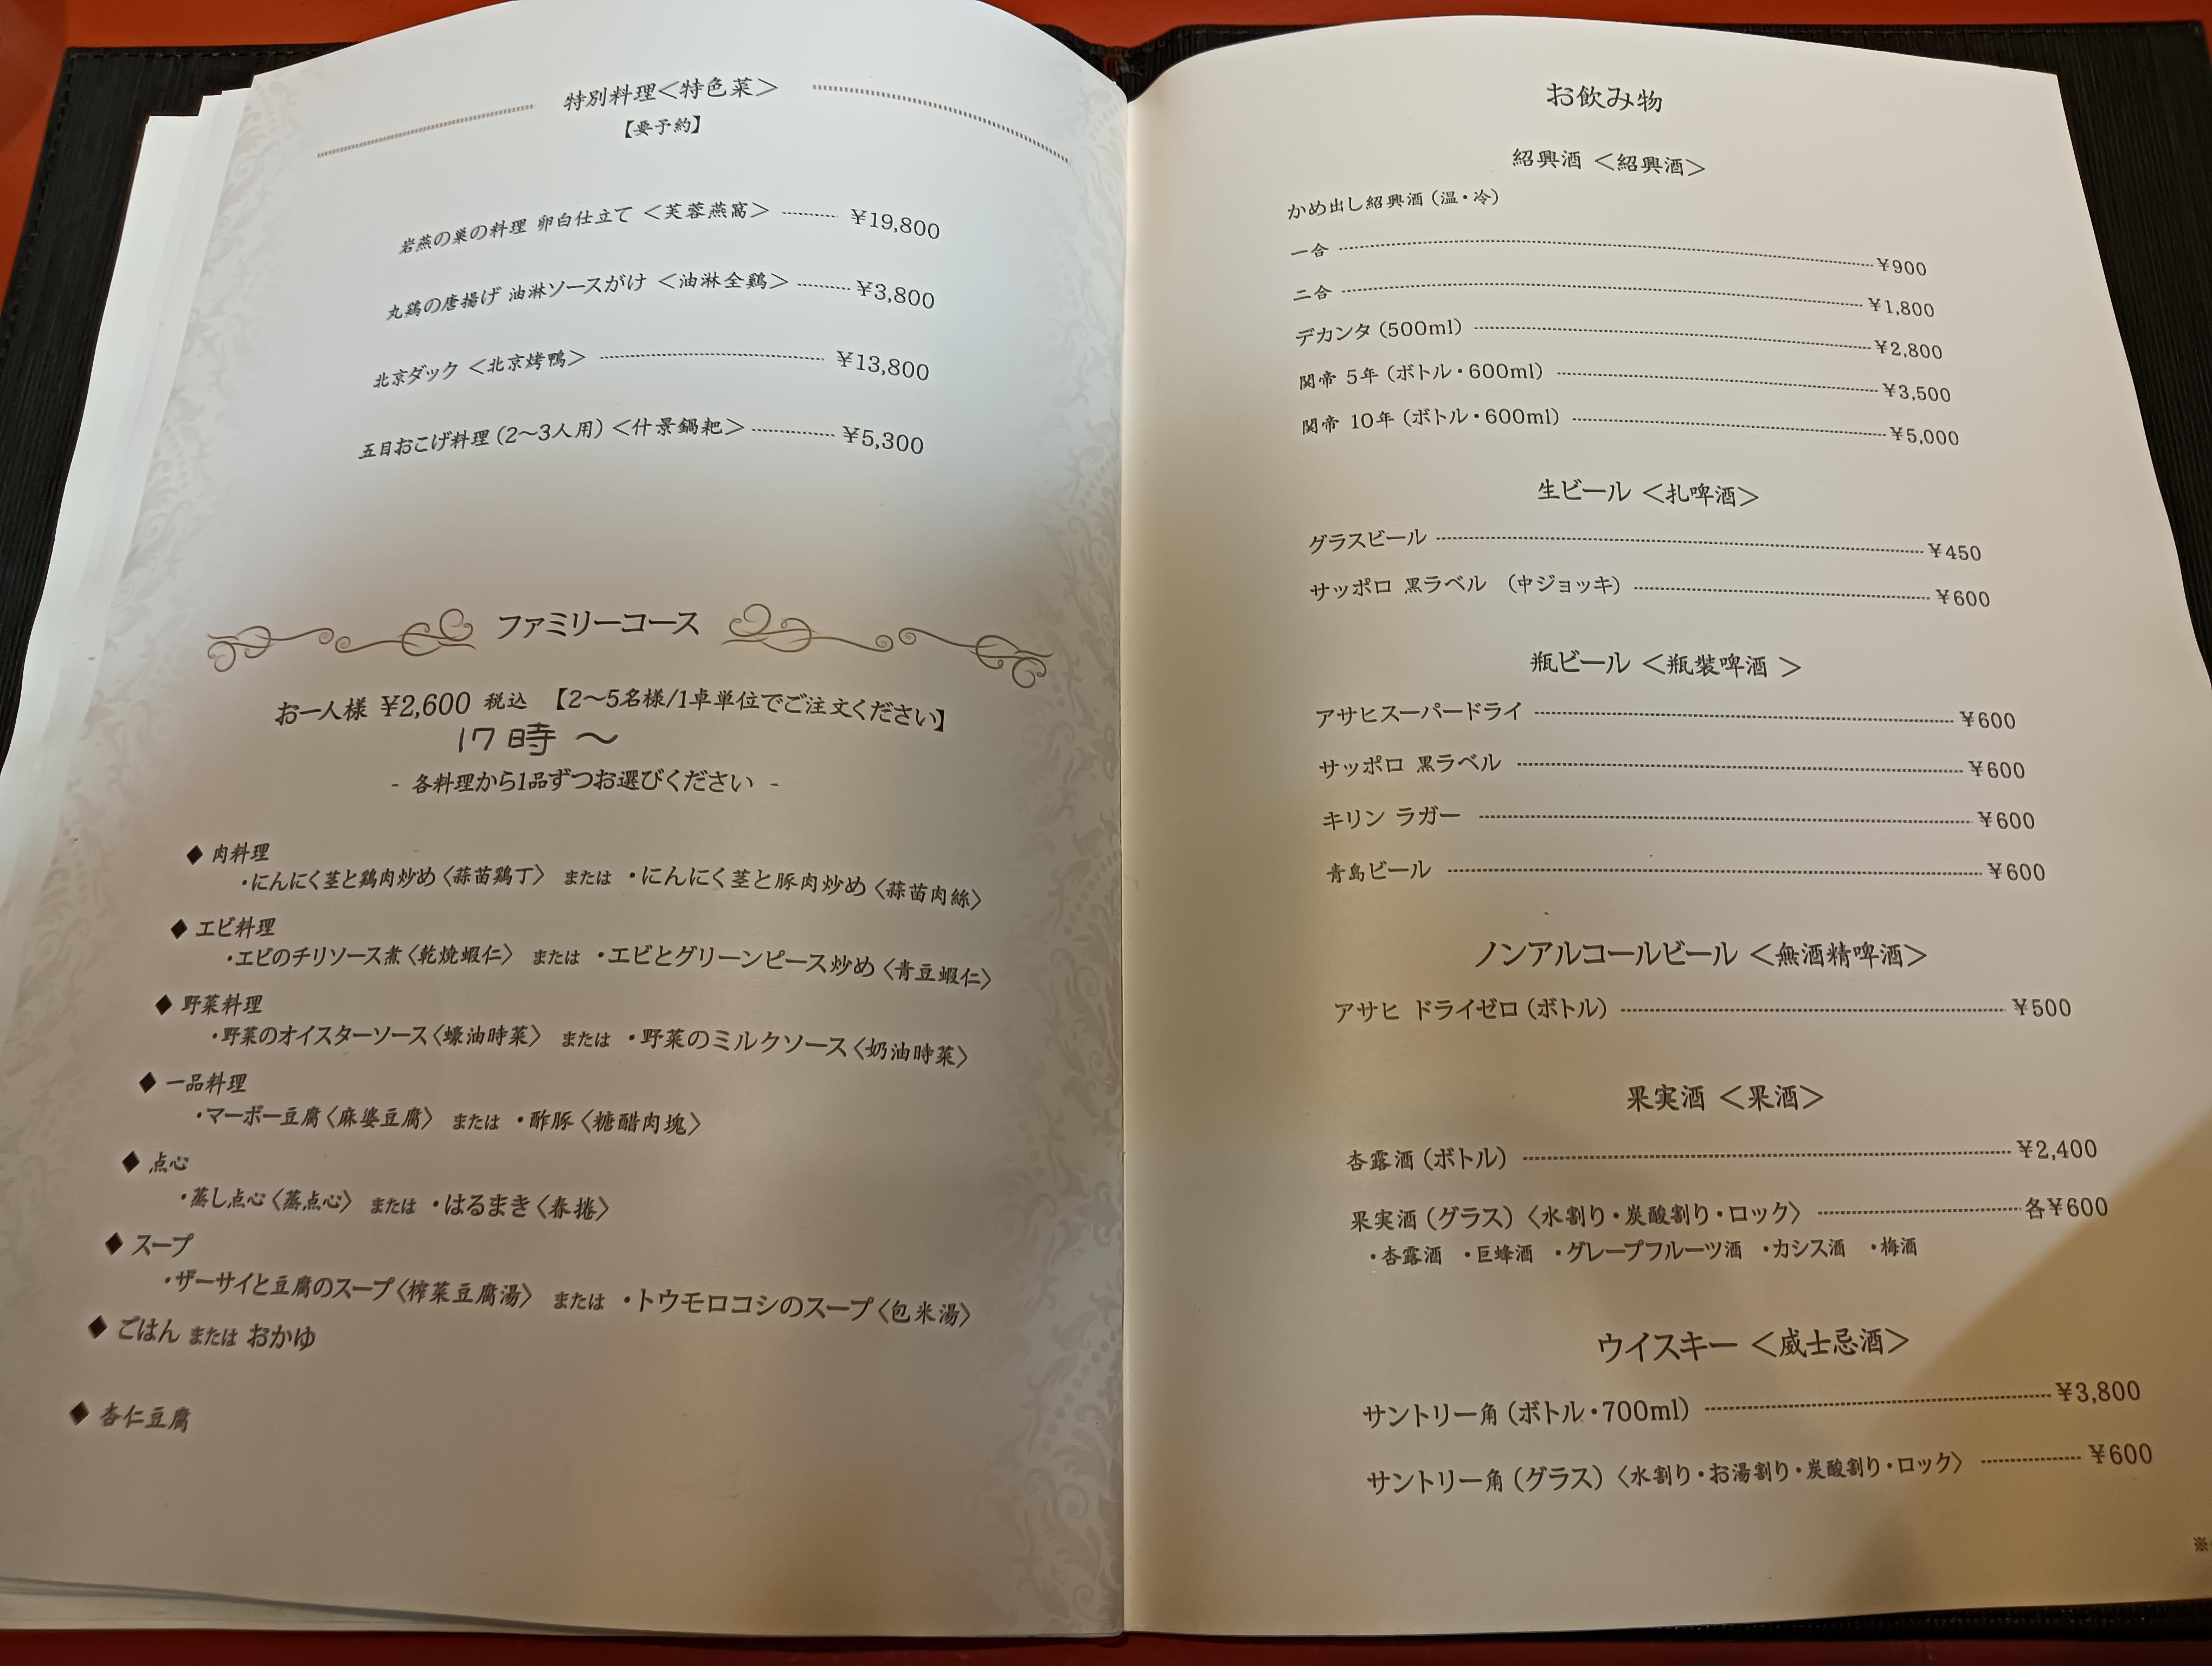 特別料理＜特色菜＞
【要予約】
岩燕の巣の料理 卵白仕立て ＜芙蓉燕窩＞ ¥19,800
丸鶏の唐揚げ 油淋ソースがけ ＜油淋全鶏＞ ¥3,800
北京ダック ＜北京烤鴨＞ ¥13,800
五目おこげ料理（2〜3人用）＜什景鍋耙＞ ¥5,300
ファミリーコース
お一人様 ¥2,600 税込 【2〜5名様/1卓単位でご注文ください】
17時〜
- 各料理から1品ずつお選びください -
◆ 肉料理
・にんにく茎と鶏肉炒め〈蒜苗鶏丁〉 または ・にんにく茎と豚肉炒め〈蒜苗肉絲〉
◆ エビ料理
・エビのチリソース煮〈乾焼蝦仁〉 または ・エビとグリーンピース炒め〈青豆蝦仁〉
◆ 野菜料理
・野菜のオイスターソース〈蠔油時菜〉 または ・野菜のミルクソース〈奶油時菜〉
◆ 一品料理
・マーボー豆腐〈麻婆豆腐〉 または ・酢豚〈糖醋肉塊〉
◆ 点心
・蒸し点心〈蒸点心〉 または ・はるまき〈春捲〉
◆ スープ
・ザーサイと豆腐のスープ〈榨菜豆腐湯〉 または ・トウモロコシのスープ〈包米湯〉
◆ ごはん または おかゆ
◆ 杏仁豆腐
お飲み物
紹興酒 ＜紹興酒＞
かめ出し紹興酒（温・冷）
一合 ¥900
二合 ¥1,800
デカンタ（500ml） ¥2,800
関帝 5年（ボトル・600ml） ¥3,500
関帝 10年（ボトル・600ml） ¥5,000
生ビール ＜扎啤酒＞
グラスビール ¥450
サッポロ 黒ラベル （中ジョッキ） ¥600
瓶ビール ＜瓶装啤酒 ＞
アサヒスーパードライ ¥600
サッポロ 黒ラベル ¥600
キリン ラガー ¥600
青島ビール ¥600
ノンアルコールビール ＜無酒精啤酒＞
アサヒ ドライゼロ（ボトル） ¥500
果実酒 ＜果酒＞
杏露酒（ボトル） ¥2,400
果実酒（グラス）〈水割り・炭酸割り・ロック〉 各¥600
・杏露酒 ・巨蜂酒 ・グレープフルーツ酒 ・カシス酒 ・梅酒
ウイスキー ＜威士忌酒＞
サントリー角（ボトル・700ml） ¥3,800
サントリー角（グラス）〈水割り・お湯割り・炭酸割り・ロック〉 ¥600
※